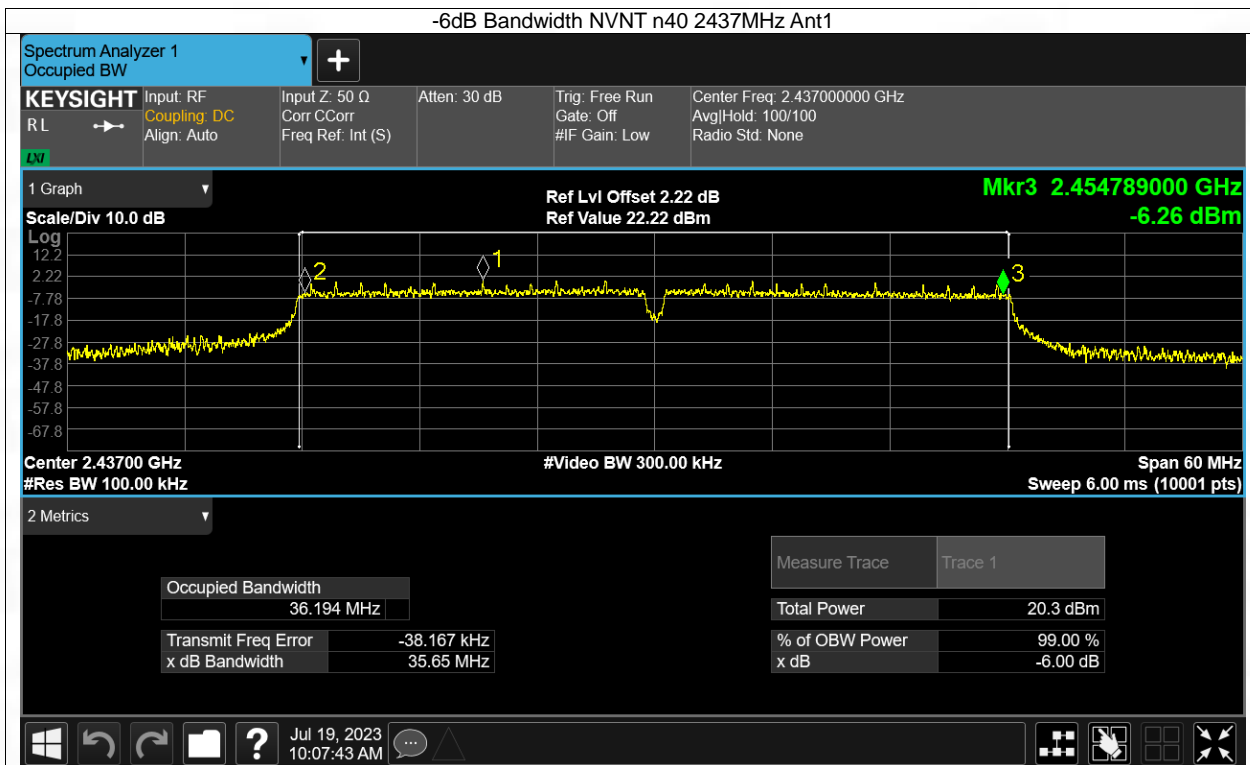 -6dB Bandwidth NVNT n40 2437MHz Ant1
Spectrum Analyzer 1
Occupied BW
KEYSIGHT
RL
LXI
Input: RF
Coupling: DC
Align: Auto
Input Z: 50 Ω
Corr CCorr
Freq Ref: Int (S)
Atten: 30 dB
Trig: Free Run
Gate: Off
#IF Gain: Low
Center Freq: 2.437000000 GHz
Avg|Hold: 100/100
Radio Std: None
1 Graph
Scale/Div 10.0 dB
Ref Lvl Offset 2.22 dB
Ref Value 22.22 dBm
Mkr3 2.454789000 GHz
-6.26 dBm
Log
12.2
2.22
-7.78
-17.8
-27.8
-37.8
-47.8
-57.8
-67.8
2
1
3
Center 2.43700 GHz
#Res BW 100.00 kHz
#Video BW 300.00 kHz
Span 60 MHz
Sweep 6.00 ms (10001 pts)
2 Metrics
Measure Trace Trace 1
Occupied Bandwidth
36.194 MHz
Total Power 20.3 dBm
Transmit Freq Error -38.167 kHz
% of OBW Power 99.00 %
x dB Bandwidth 35.65 MHz
x dB -6.00 dB
?
Jul 19, 2023
10:07:43 AM